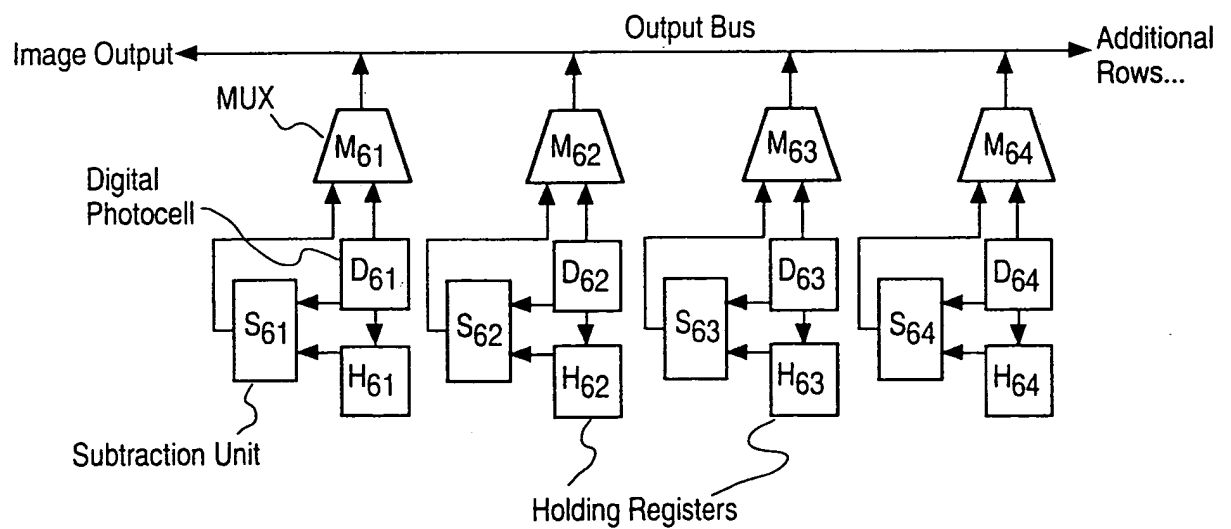 Output Bus
Image Output
Additional
Rows...
MUX
M61
M62
M63
M64
Digital
Photocell
D61
D62
D63
D64
S61
S62
S63
S64
H61
H62
H63
H64
Subtraction Unit
Holding Registers